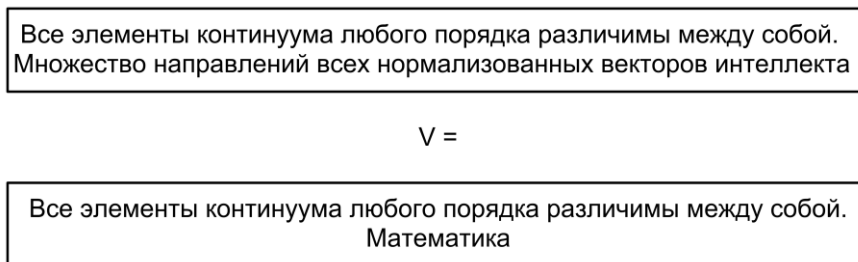 Все элементы континуума любого порядка различимы между собой.
Множество направлений всех нормализованных векторов интеллекта
V =
Все элементы континуума любого порядка различимы между собой.
Математика